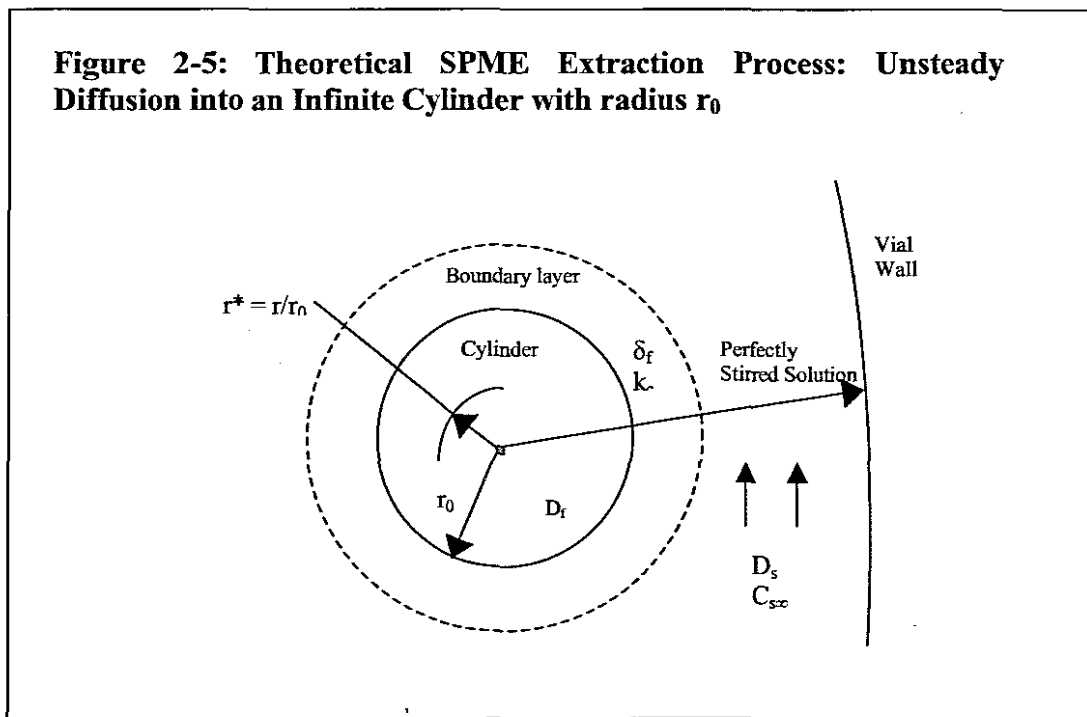 Figure 2-5: Theoretical SPME Extraction Process: Unsteady
Diffusion into an Infinite Cylinder with radius r₀
Vial
Wall
Boundary layer
r* = r/r₀
Cylinder
δf
Perfectly
Stirred Solution
r₀
Df
Ds
Cs∞